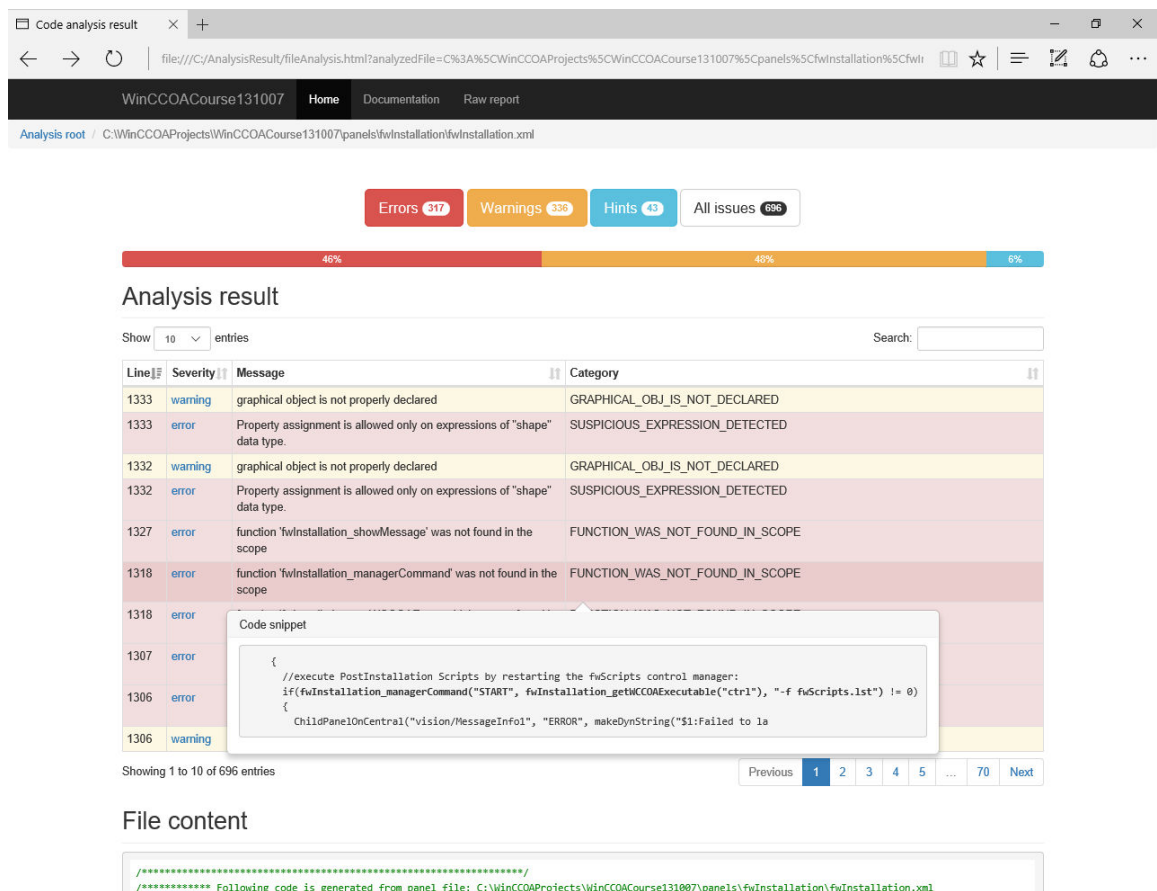 Code analysis result
file:///C:/AnalysisResult/fileAnalysis.html?analyzedFile=C%3A%5CWinCCOAProjects%5CWinCCOACourse131007%5Cpanels%5CfwInstallation%5CfwIr
WinCCOACourse131007 Home Documentation Raw report
Analysis root / C:\WinCCOAProjects\WinCCOACourse131007\panels\fwInstallation\fwInstallation.xml
Errors 317 Warnings 336 Hints 43 All issues 696
46% 48% 6%
Analysis result
Show 10 entries Search:
Line Severity Message Category
1333 warning graphical object is not properly declared GRAPHICAL_OBJ_IS_NOT_DECLARED
1333 error Property assignment is allowed only on expressions of "shape" SUSPICIOUS_EXPRESSION_DETECTED
data type.
1332 warning graphical object is not properly declared GRAPHICAL_OBJ_IS_NOT_DECLARED
1332 error Property assignment is allowed only on expressions of "shape" SUSPICIOUS_EXPRESSION_DETECTED
data type.
1327 error function 'fwInstallation_showMessage' was not found in the FUNCTION_WAS_NOT_FOUND_IN_SCOPE
scope
1318 error function 'fwInstallation_managerCommand' was not found in the FUNCTION_WAS_NOT_FOUND_IN_SCOPE
scope
1318 error
Code snippet
1307 error
1306 error
1306 warning
{
//execute PostInstallation Scripts by restarting the fwScripts control manager:
if(fwInstallation_managerCommand("START", fwInstallation_getWCCOAExecutable("ctrl"), "-f fwScripts.lst") != 0)
{
ChildPanelOnCentral("vision/MessageInfo1", "ERROR", makeDynString("$1:Failed to la
Showing 1 to 10 of 696 entries Previous 1 2 3 4 5 ... 70 Next
File content
/******************************************************************/
/************ Following code is generated from panel file: C:\WinCCOAProjects\WinCCOACourse131007\panels\fwInstallation\fwInstallation.xml